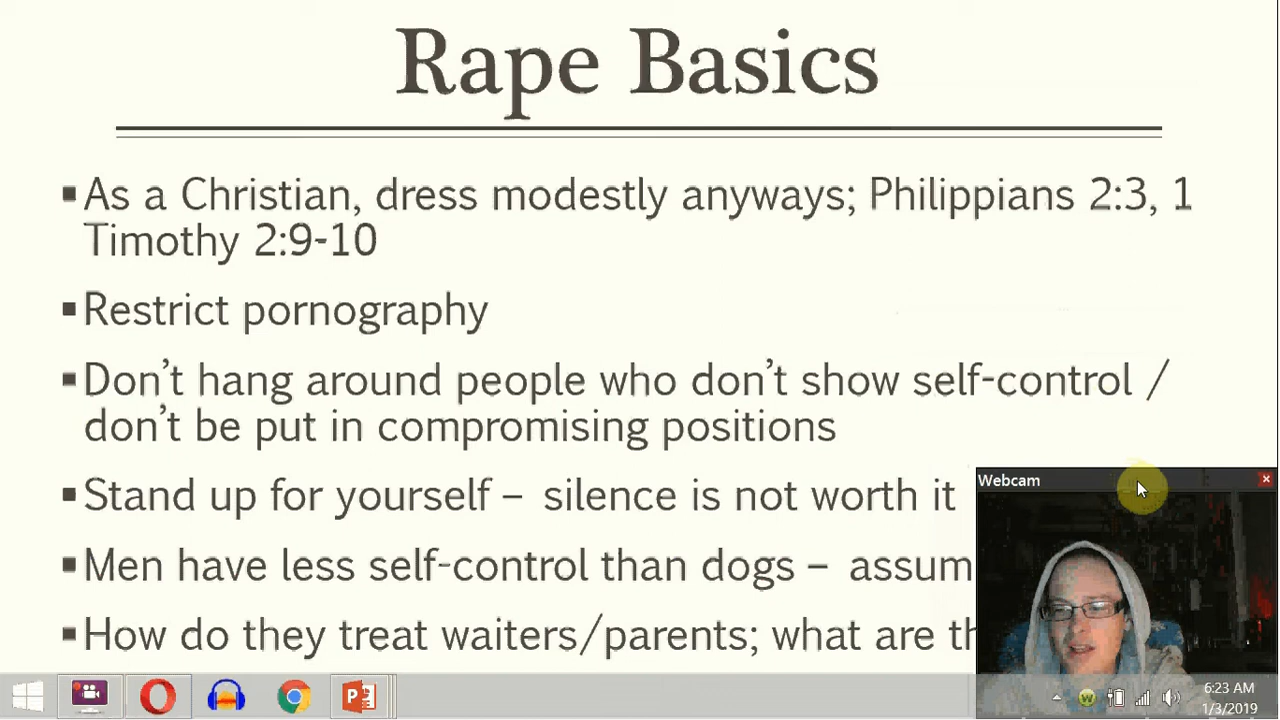 Rape Basics
As a Christian, dress modestly anyways; Philippians 2:3, 1
Timothy 2:9-10
Restrict pornography
Don't hang around people who don't show self-control /
don't be put in compromising positions
Stand up for yourself – silence is not worth it
Webcam
Men have less self-control than dogs – assum
How do they treat waiters/parents; what are th
6:23 AM
1/3/2019